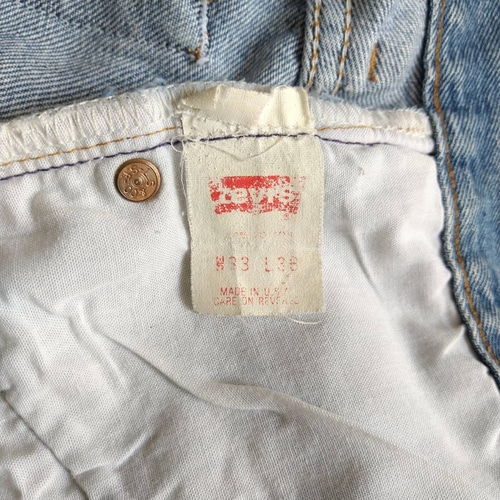 Levi's
W33 L36
MADE IN U.S.A.
CARE ON REVERSE